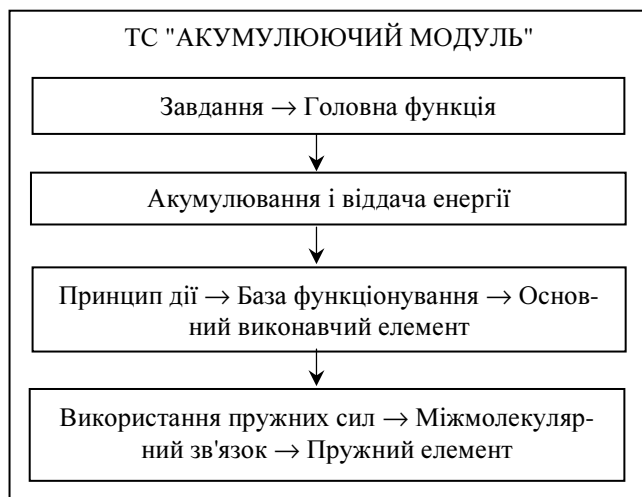 ТС "АКУМУЛЮЮЧИЙ МОДУЛЬ"
Завдання → Головна функція
Акумулювання і віддача енергії
Принцип дії → База функціонування → Основ-
ний виконавчий елемент
Використання пружних сил → Міжмолекуляр-
ний зв'язок → Пружний елемент